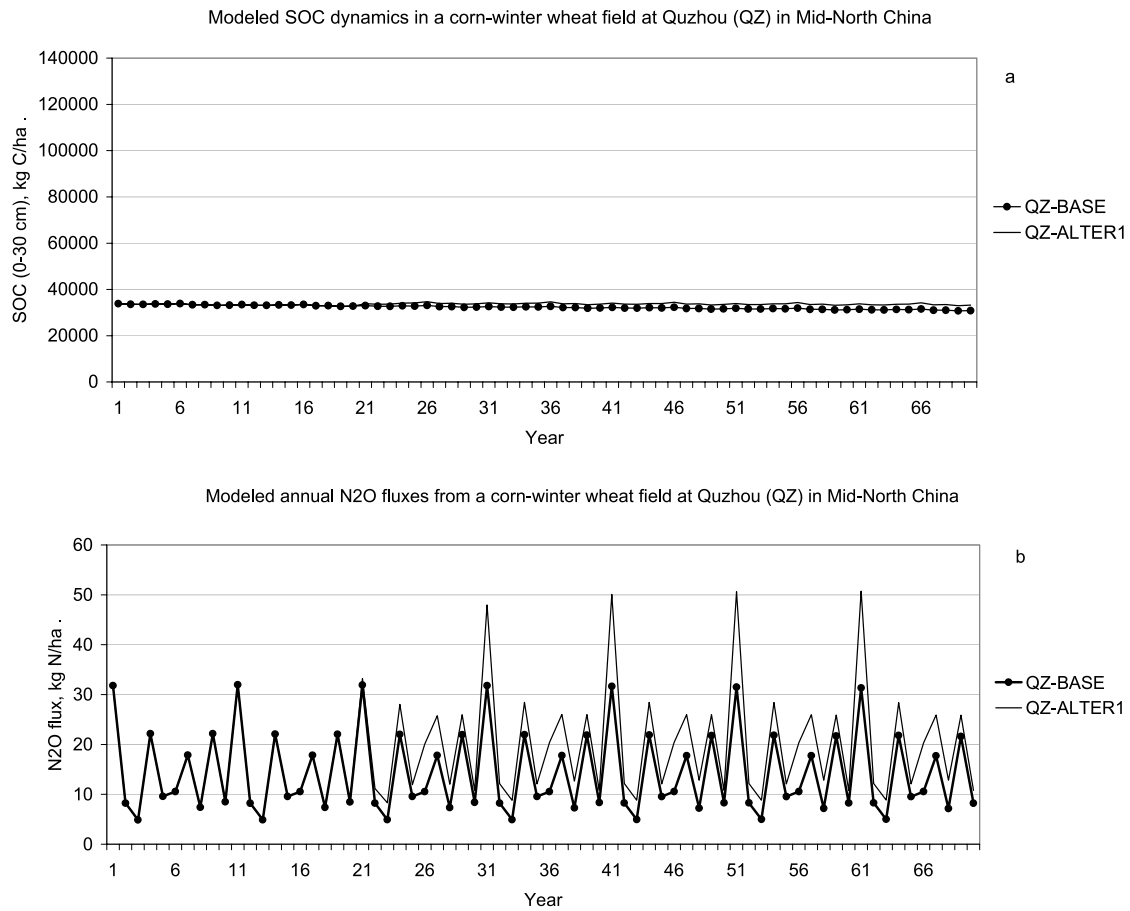 Modeled SOC dynamics in a corn-winter wheat field at Quzhou (QZ) in Mid-North China
a
SOC (0-30 cm), kg C/ha .
140000
120000
100000
80000
60000
40000
20000
0
1 6 11 16 21 26 31 36 41 46 51 56 61 66
Year
QZ-BASE
QZ-ALTER1
Modeled annual N2O fluxes from a corn-winter wheat field at Quzhou (QZ) in Mid-North China
b
N2O flux, kg N/ha .
60
50
40
30
20
10
0
1 6 11 16 21 26 31 36 41 46 51 56 61 66
Year
QZ-BASE
QZ-ALTER1